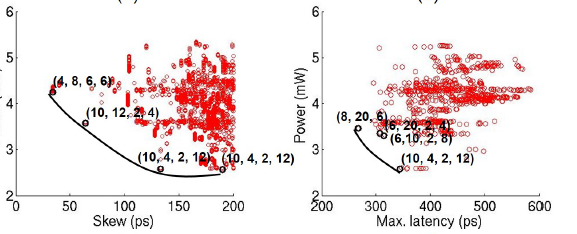 6
5
4
3
2
0
50
100
150
200
Skew (ps)
(4, 8, 6, 6)
(10, 12, 2, 4)
(10, 4, 2, 12)
(10, 4, 2, 12)
6
5
4
3
2
Power (mW)
200
300
400
500
600
Max. latency (ps)
(8, 20, 6)
(6, 20, 2, 4)
(6,10, 2, 8)
(10, 4, 2, 12)